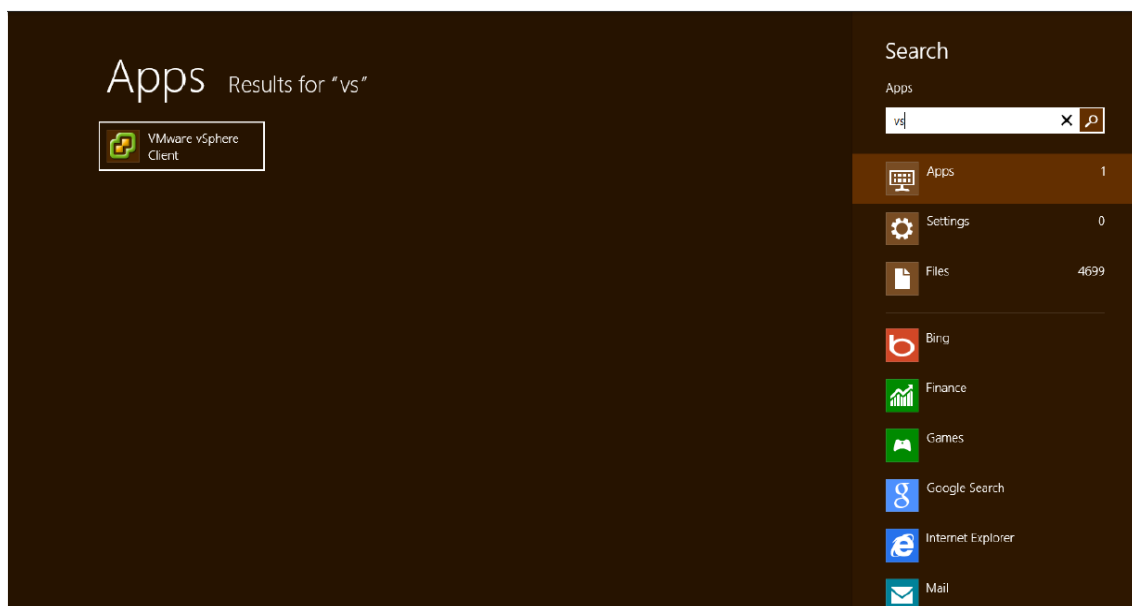 Apps Results for “vs”
VMware vSphere
Client
Search
Apps
vs
Apps 1
Settings 0
Files 4699
Bing
Finance
Games
Google Search
Internet Explorer
Mail